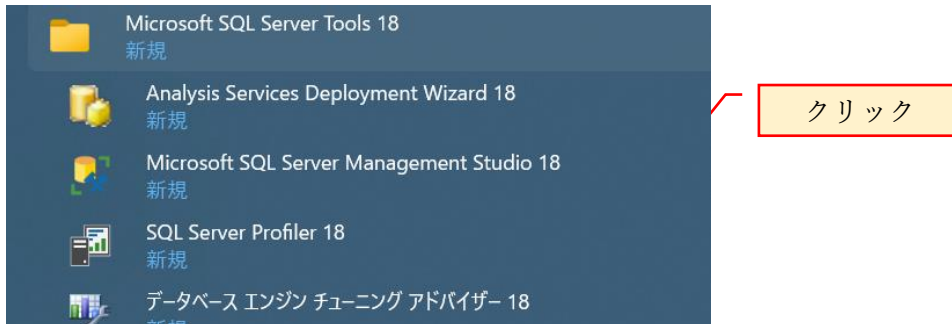 Microsoft SQL Server Tools 18
新規
Analysis Services Deployment Wizard 18
新規
クリック
Microsoft SQL Server Management Studio 18
新規
SQL Server Profiler 18
新規
データベース エンジン チューニング アドバイザー 18